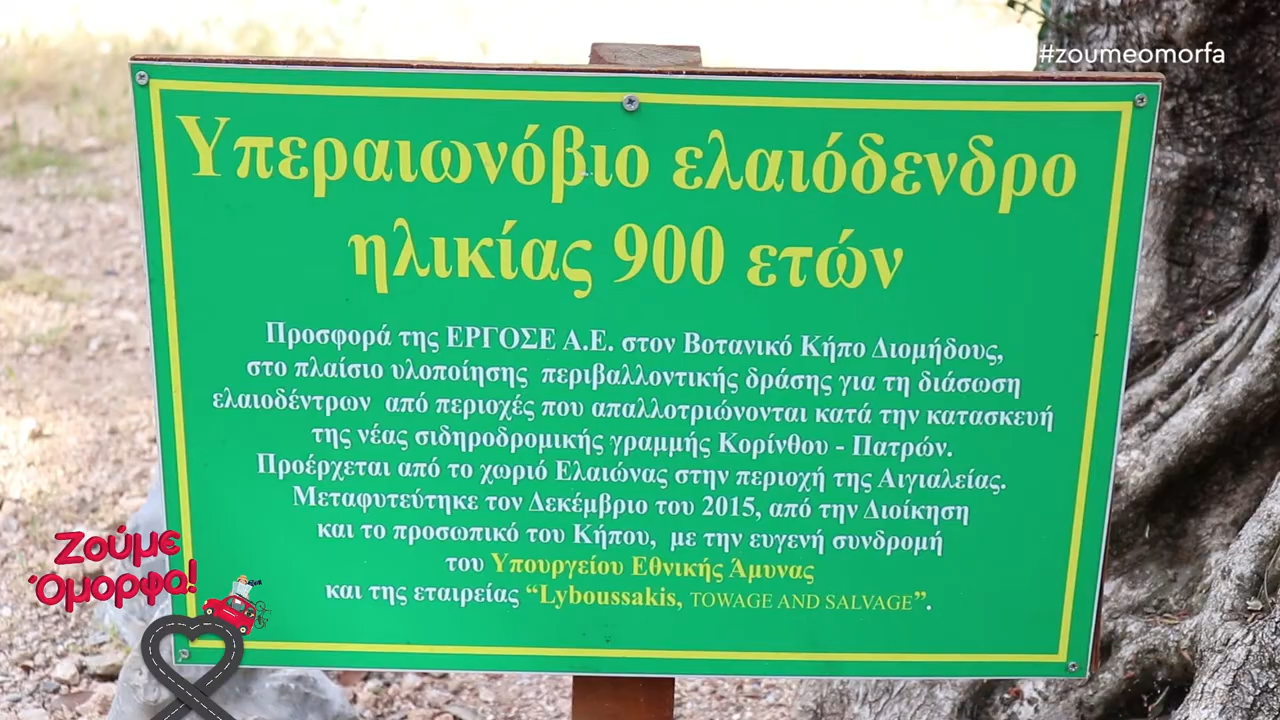 #zoumeomorfa
Υπεραιωνόβιο ελαιόδενδρο
ηλικίας 900 ετών
Προσφορά της ΕΡΓΟΣΕ Α.Ε. στον Βοτανικό Κήπο Διομήδους,
στο πλαίσιο υλοποίησης περιβαλλοντικής δράσης για τη διάσωση
ελαιοδέντρων από περιοχές που απαλλοτριώνονται κατά την κατασκευή
της νέας σιδηροδρομικής γραμμής Κορίνθου - Πατρών.
Προέρχεται από το χωριό Ελαιώνας στην περιοχή της Αιγιαλείας.
Μεταφυτεύτηκε τον Δεκέμβριο του 2015, από την Διοίκηση
και το προσωπικό του Κήπου, με την ευγενή συνδρομή
του Υπουργείου Εθνικής Άμυνας
και της εταιρείας “Lyboussakis, TOWAGE AND SALVAGE”.
Ζούμε
Όμορφα!